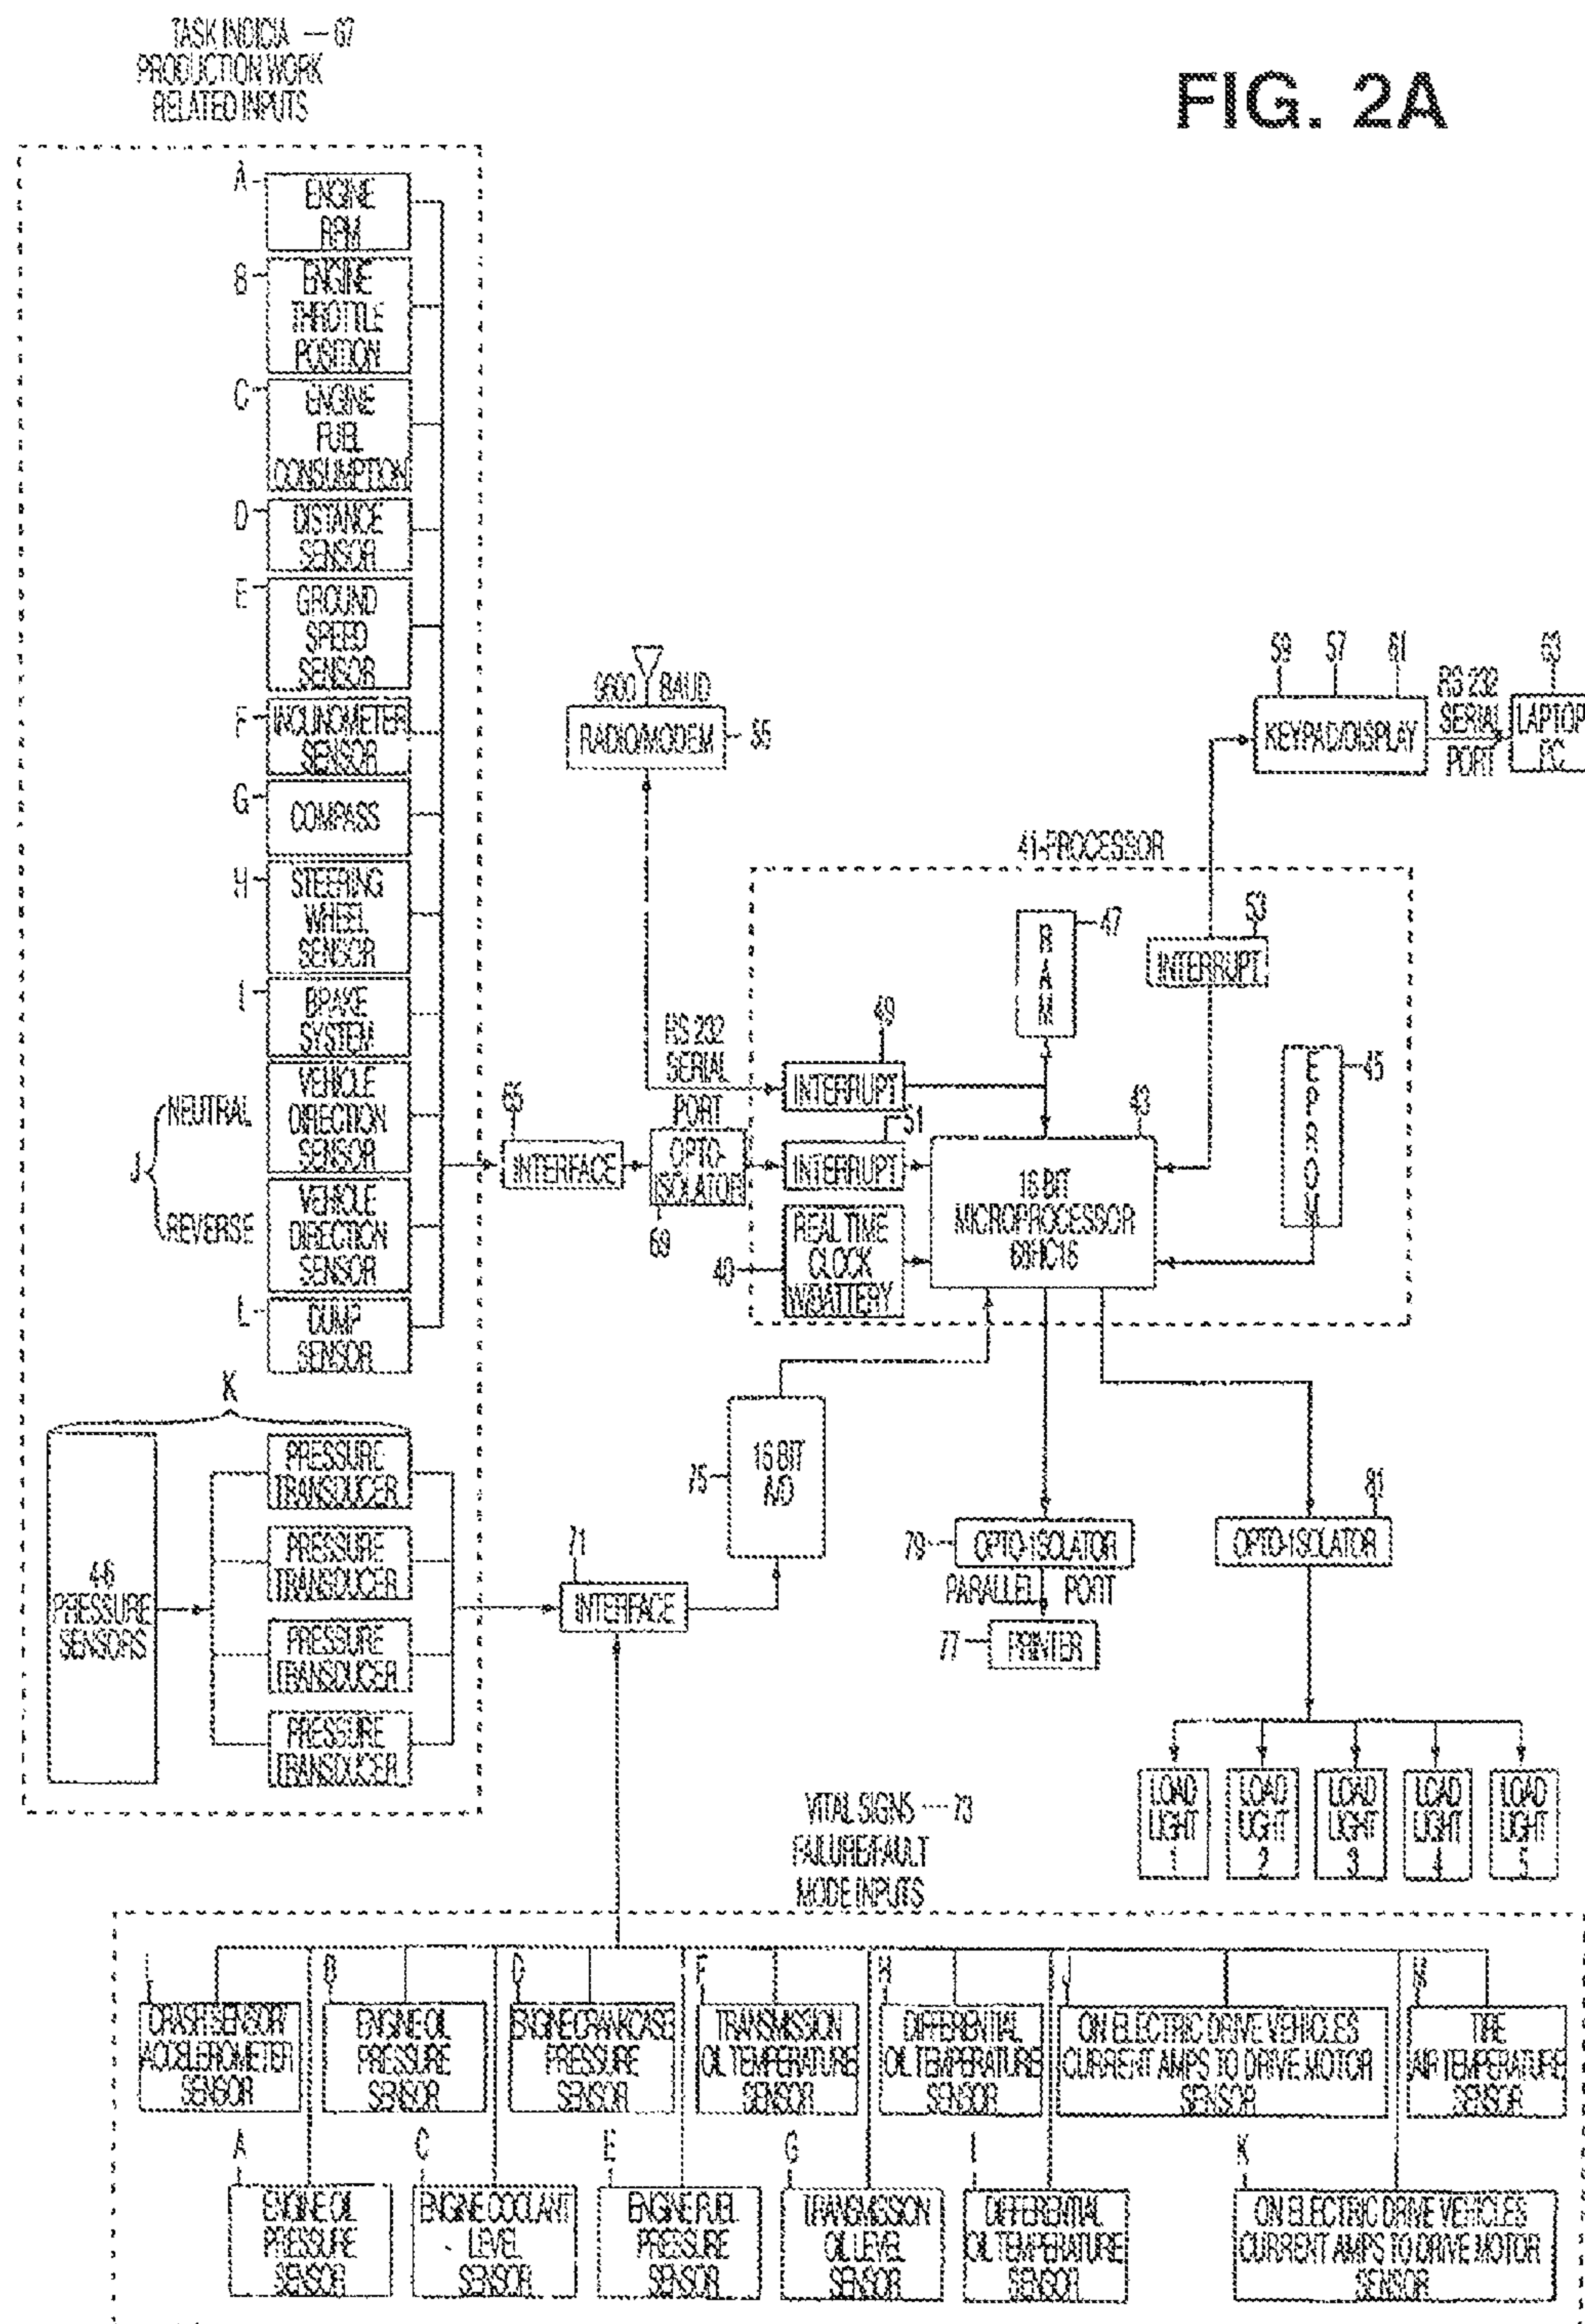 TASK INDICIA — 67
PRODUCTION WORK
RELATED INPUTS
FIG. 2A
A
ENGINE
RPM
B
ENGINE
THROTTLE
POSITION
C
ENGINE
FUEL
CONSUMPTION
D
DISTANCE
SENSOR
E
GROUND
SPEED
SENSOR
F
INCLINOMETER
SENSOR
G
COMPASS
H
STEERING
WHEEL
SENSOR
I
BRAKE
SYSTEM
J
NEUTRAL
VEHICLE
DIRECTION
SENSOR
REVERSE
VEHICLE
DIRECTION
SENSOR
L
DUMP
SENSOR
K
4-6
PRESSURE
SENSORS
PRESSURE
TRANSDUCER
PRESSURE
TRANSDUCER
PRESSURE
TRANSDUCER
PRESSURE
TRANSDUCER
9600 BAUD
RADIO/MODEM
55
59
57
61
KEYPAD/DISPLAY
RS 232
SERIAL
PORT
63
LAPTOP
PC
41-PROCESSOR
RAM
47
53
INTERRUPT
EPROM
45
RS 232
SERIAL
PORT
49
INTERRUPT
65
INTERFACE
OPTO-
ISOLATOR
69
51
INTERRUPT
43
16 BIT
MICROPROCESSOR
68HC16
40
REAL TIME
CLOCK
W/BATTERY
75
16 BIT
A/D
71
INTERFACE
79
OPTO-ISOLATOR
PARALLEL PORT
77
PRINTER
81
OPTO-ISOLATOR
LOAD
LIGHT
1
LOAD
LIGHT
2
LOAD
LIGHT
3
LOAD
LIGHT
4
LOAD
LIGHT
5
VITAL SIGNS --- 73
FAILURE/FAULT
MODE INPUTS
L
CRASH SENSOR/
ACCELEROMETER
SENSOR
B
ENGINE OIL
PRESSURE
SENSOR
D
ENGINE CRANKCASE
PRESSURE
SENSOR
F
TRANSMISSION
OIL TEMPERATURE
SENSOR
H
DIFFERENTIAL
OIL TEMPERATURE
SENSOR
J
ON ELECTRIC DRIVE VEHICLES
CURRENT AMPS TO DRIVE MOTOR
SENSOR
TIRE
AIR TEMPERATURE
SENSOR
A
ENGINE OIL
PRESSURE
SENSOR
C
ENGINE COOLANT
LEVEL
SENSOR
E
ENGINE FUEL
PRESSURE
SENSOR
G
TRANSMISSION
OIL LEVEL
SENSOR
I
DIFFERENTIAL
OIL TEMPERATURE
SENSOR
K
ON ELECTRIC DRIVE VEHICLES
CURRENT AMPS TO DRIVE MOTOR
SENSOR